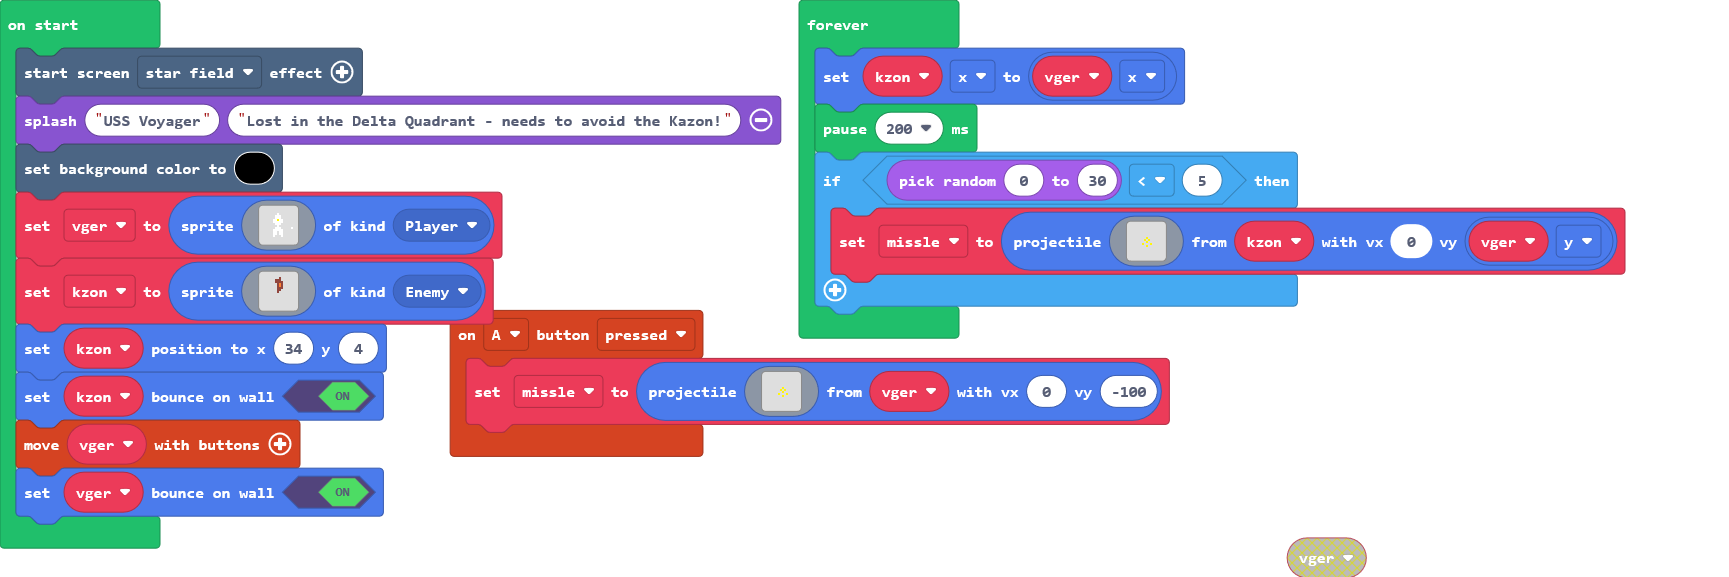 on start
start screen star field effect
splash "USS Voyager" "Lost in the Delta Quadrant - needs to avoid the Kazon!"
set background color to
set vger to sprite of kind Player
set kzon to sprite of kind Enemy
set kzon position to x 34 y 4
set kzon bounce on wall ON
move vger with buttons
set vger bounce on wall ON
on A button pressed
set missle to projectile from vger with vx 0 vy -100
forever
set kzon x to vger x
pause 200 ms
if pick random 0 to 30 < 5 then
set missle to projectile from kzon with vx 0 vy vger y
vger